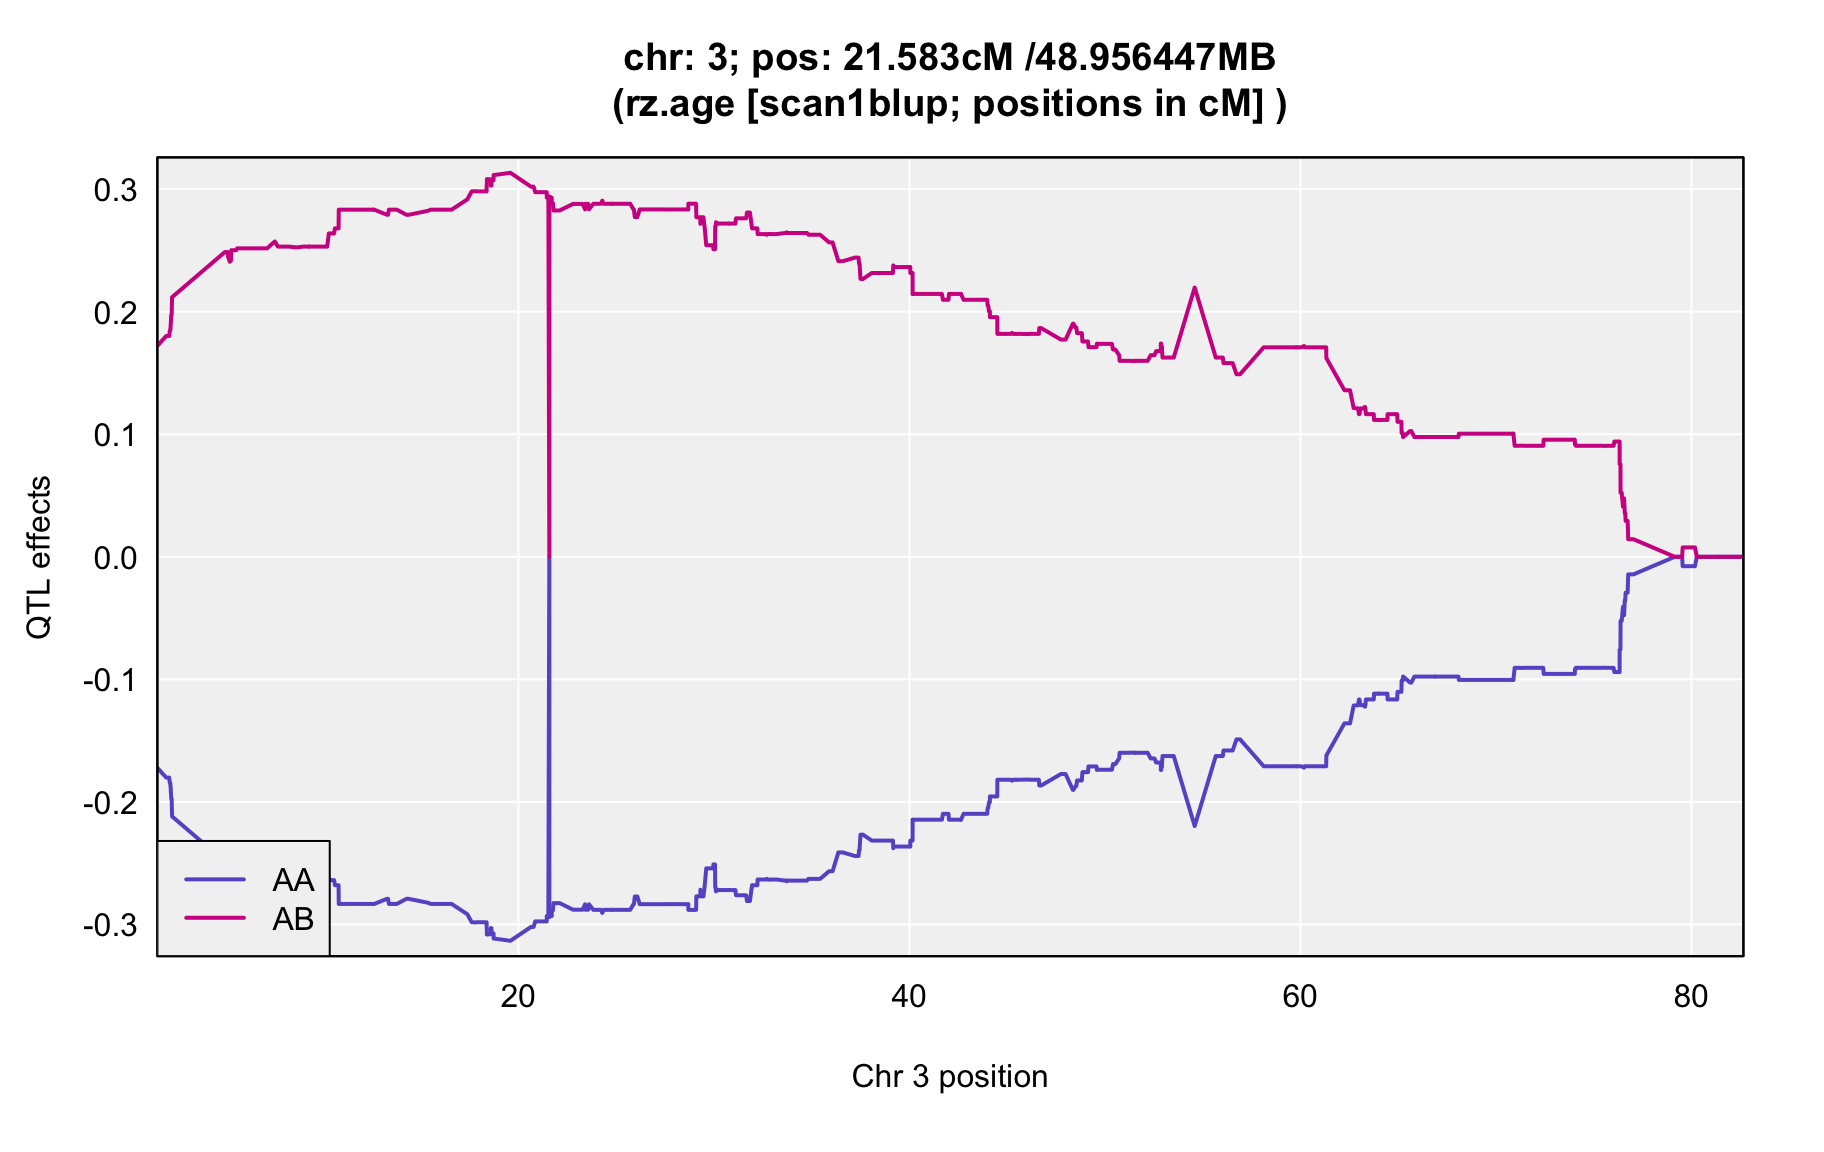 chr: 3; pos: 21.583cM /48.956447MB
(rz.age [scan1blup; positions in cM] )
QTL effects
0.3
0.2
0.1
0.0
-0.1
-0.2
-0.3
AA
AB
20 40 60 80
Chr 3 position